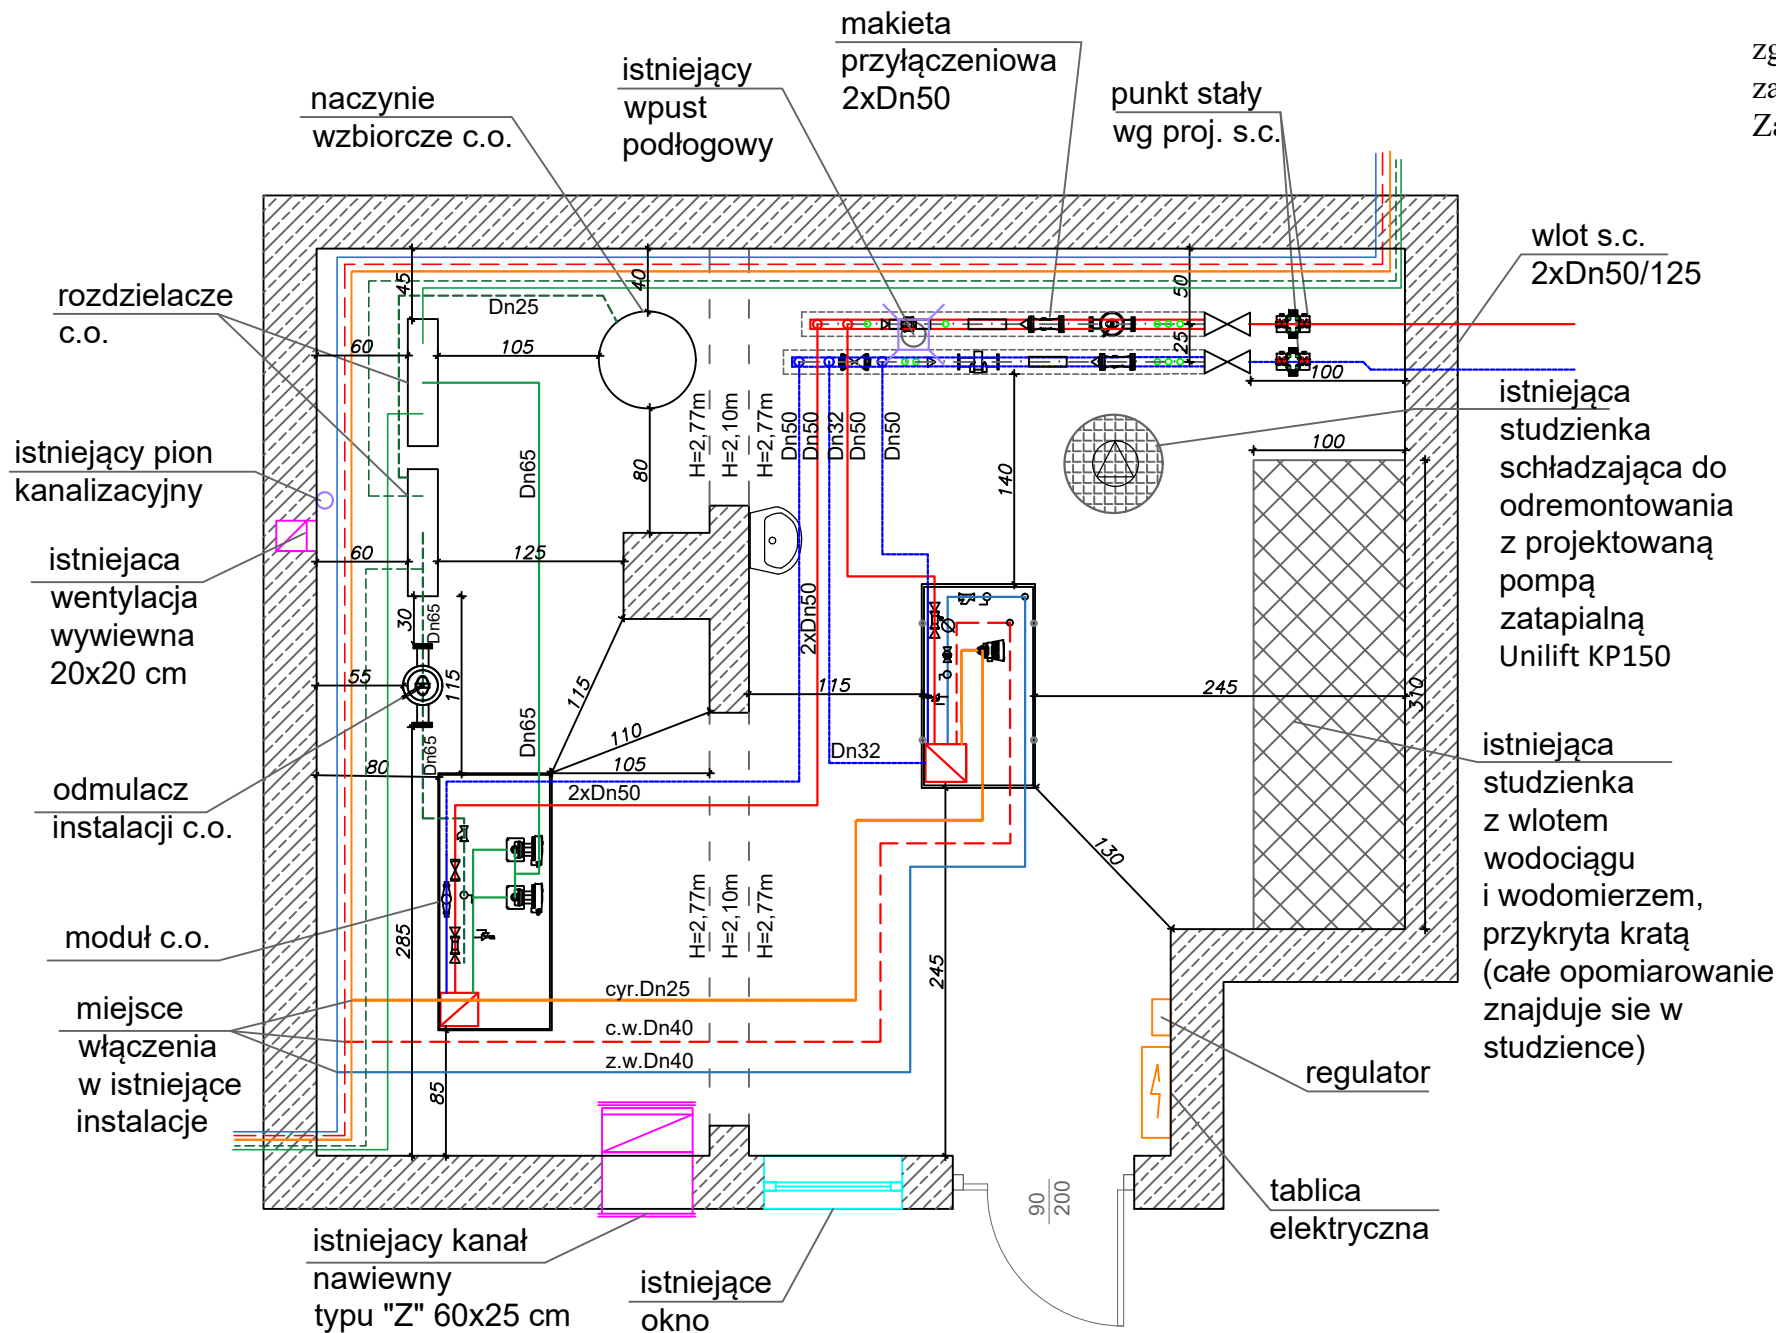 makieta
przyłączeniowa
2xDn50
istniejący
wpust
podłogowy
naczynie
wzbiorcze c.o.
punkt stały
wg proj. s.c.
zg
za
Za
wlot s.c.
2xDn50/125
rozdzielacze
c.o.
istniejący pion
kanalizacyjny
istniejaca
wentylacja
wywiewna
20x20 cm
odmulacz
instalacji c.o.
moduł c.o.
miejsce
włączenia
w istniejące
instalacje
istniejąca
studzienka
schładzająca do
odremontowania
z projektowaną
pompą
zatapialną
Unilift KP150
istniejąca
studzienka
z wlotem
wodociągu
i wodomierzem,
przykryta kratą
(całe opomiarowanie
znajduje sie w
studzience)
regulator
tablica
elektryczna
istniejacy kanał
nawiewny
typu "Z" 60x25 cm
istniejące
okno
45
Dn25
40
50
25
60
105
100
100
Dn50
Dn50
Dn32
Dn50
Dn50
H=2,77m
H=2,10m
H=2,77m
80
Dn65
140
60
125
30
Dn65
2xDn50
55
115
115
115
245
310
110
Dn65
Dn65
80
105
Dn32
2xDn50
130
H=2,77m
H=2,10m
H=2,77m
285
245
cyr.Dn25
c.w.Dn40
z.w.Dn40
85
90
200